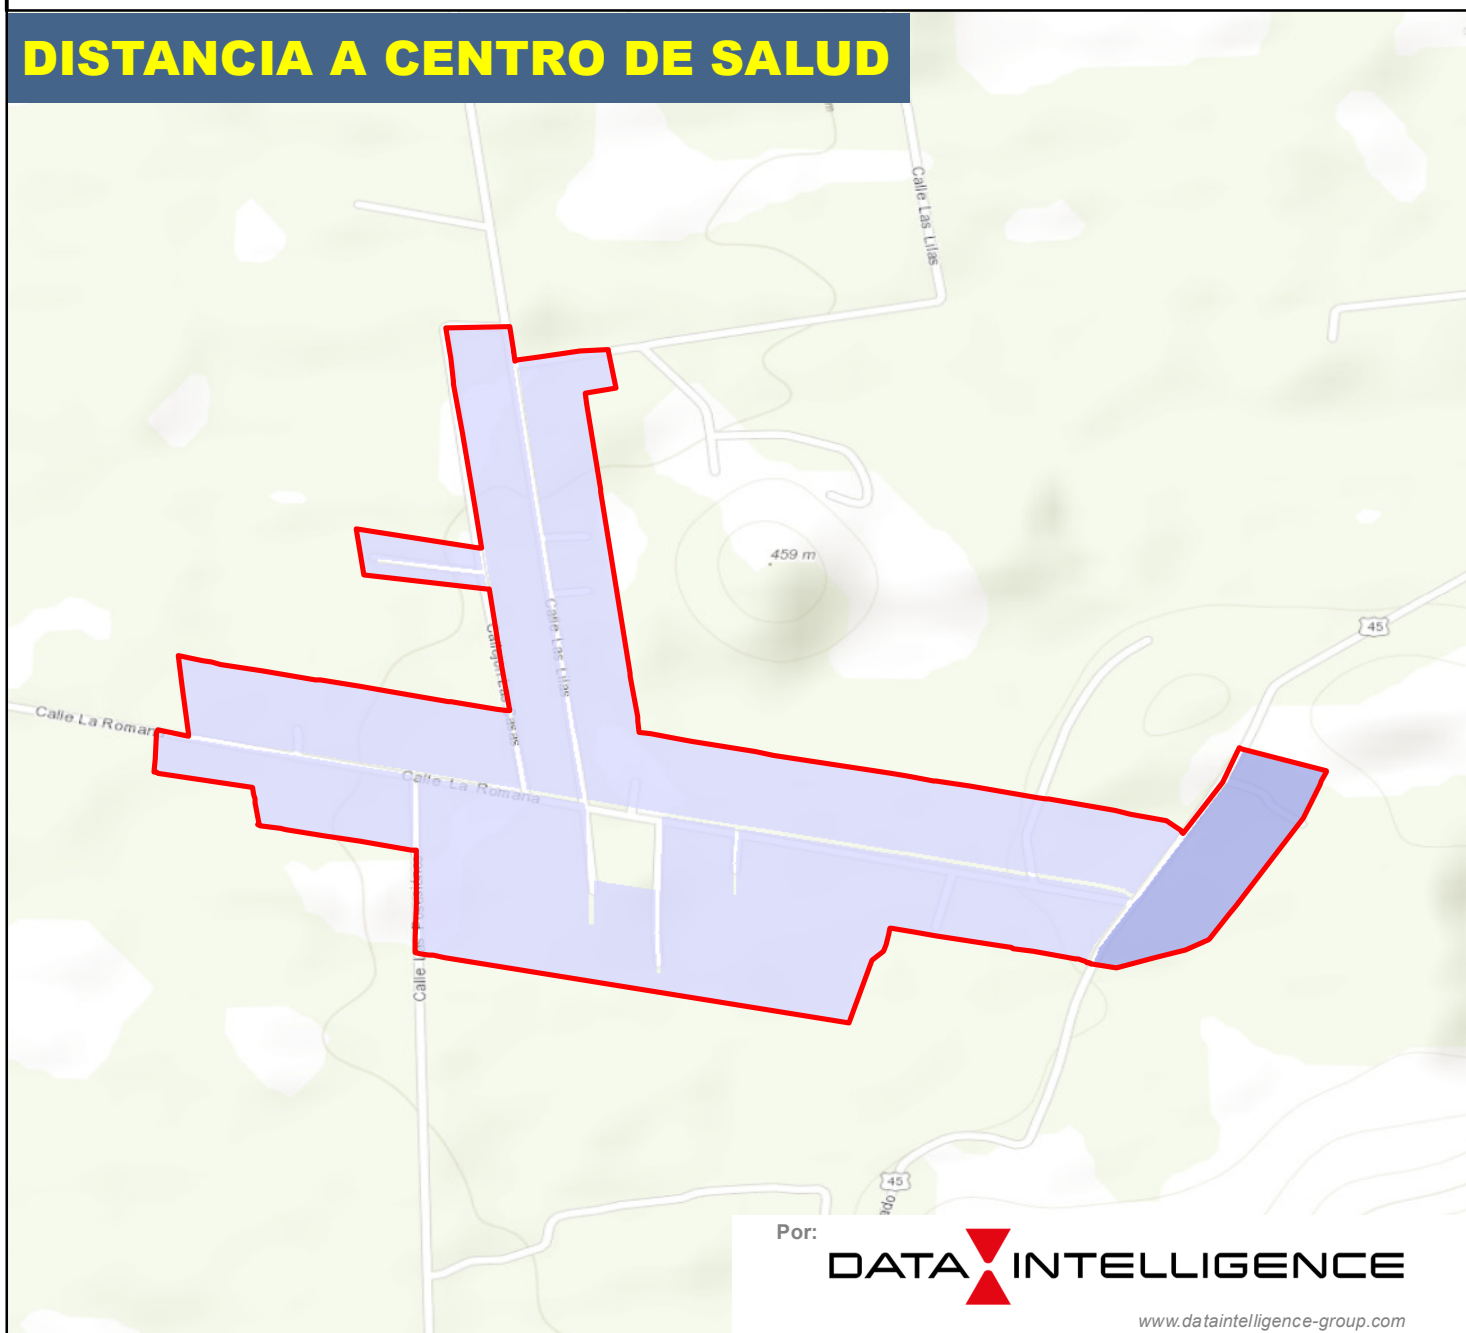 DISTANCIA A CENTRO DE SALUD
Calle Las Lilas
459 m
45
Calle Las Lilas
Calle La Romana
Calle La Romana
Calle
45
Por:
DATA INTELLIGENCE
www.dataintelligence-group.com